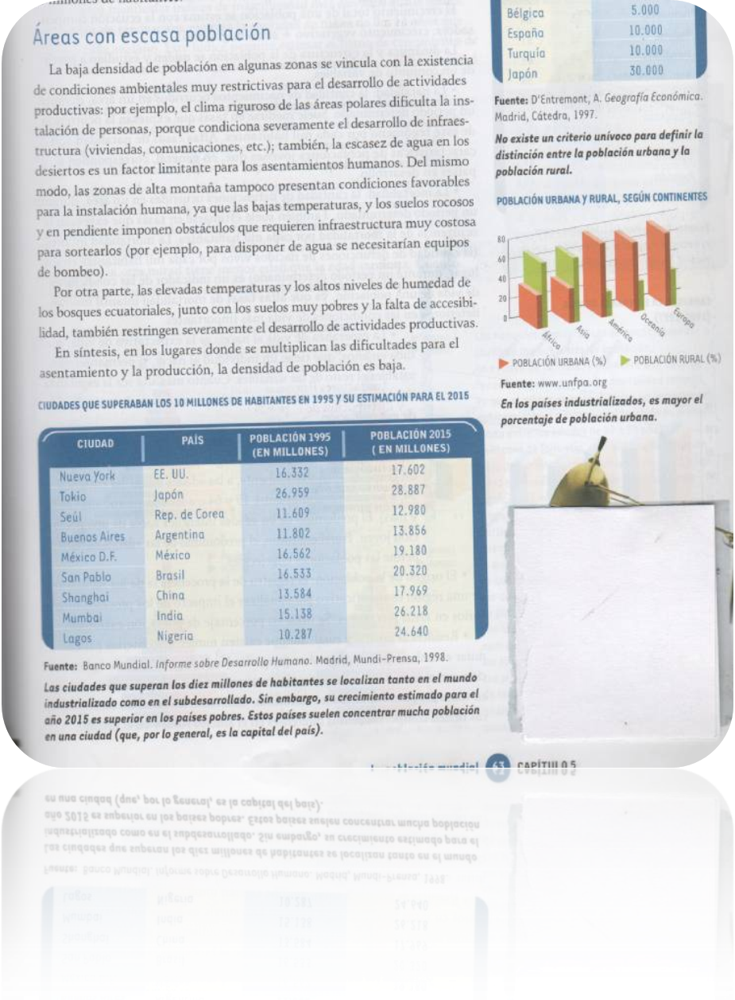 Áreas con escasa población
La baja densidad de población en algunas zonas se vincula con la existencia
de condiciones ambientales muy restrictivas para el desarrollo de actividades
productivas: por ejemplo, el clima riguroso de las áreas polares dificulta la ins-
talación de personas, porque condiciona severamente el desarrollo de infraes-
tructura (viviendas, comunicaciones, etc.); también, la escasez de agua en los
desiertos es un factor limitante para los asentamientos humanos. Del mismo
modo, las zonas de alta montaña tampoco presentan condiciones favorables
para la instalación humana, ya que las bajas temperaturas, y los suelos rocosos
y en pendiente imponen obstáculos que requieren infraestructura muy costosa
para sortearlos (por ejemplo, para disponer de agua se necesitarían equipos
de bombeo).
Por otra parte, las elevadas temperaturas y los altos niveles de humedad de
los bosques ecuatoriales, junto con los suelos muy pobres y la falta de accesibi-
lidad, también restringen severamente el desarrollo de actividades productivas.
En síntesis, en los lugares donde se multiplican las dificultades para el
asentamiento y la producción, la densidad de población es baja.
CIUDADES QUE SUPERABAN LOS 10 MILLONES DE HABITANTES EN 1995 Y SU ESTIMACIÓN PARA EL 2015
CIUDAD PAÍS POBLACIÓN 1995 (EN MILLONES) POBLACIÓN 2015 ( EN MILLONES)
Nueva York EE. UU. 16.332 17.602
Tokio Japón 26.959 28.887
Seúl Rep. de Corea 11.609 12.980
Buenos Aires Argentina 11.802 13.856
México D.F. México 16.562 19.180
San Pablo Brasil 16.533 20.320
Shanghai China 13.584 17.969
Mumbai India 15.138 26.218
Lagos Nigeria 10.287 24.640
Fuente: Banco Mundial. Informe sobre Desarrollo Humano. Madrid, Mundi-Prensa, 1998.
Las ciudades que superan los diez millones de habitantes se localizan tanto en el mundo
industrializado como en el subdesarrollado. Sin embargo, su crecimiento estimado para el
año 2015 es superior en los países pobres. Estos países suelen concentrar mucha población
en una ciudad (que, por lo general, es la capital del país).
Bélgica 5.000
España 10.000
Turquía 10.000
Japón 30.000
Fuente: D'Entremont, A. Geografía Económica.
Madrid, Cátedra, 1997.
No existe un criterio unívoco para definir la
distinción entre la población urbana y la
población rural.
POBLACIÓN URBANA Y RURAL, SEGÚN CONTINENTES
80
60
40
20
0
África
Asia
América
Oceanía
Europa
POBLACIÓN URBANA (%) POBLACIÓN RURAL (%)
Fuente: www.unfpa.org
En los países industrializados, es mayor el
porcentaje de población urbana.
63 CAPÍTULO 5